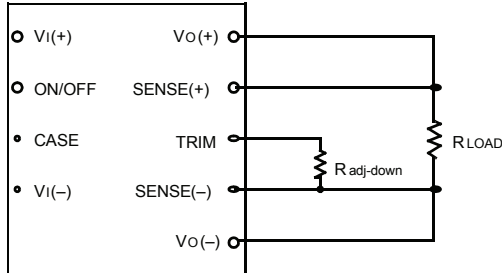 VI(+) VO(+)
ON/OFF SENSE(+)
CASE TRIM RLOAD
Radj-down
VI(–) SENSE(–)
VO(–)